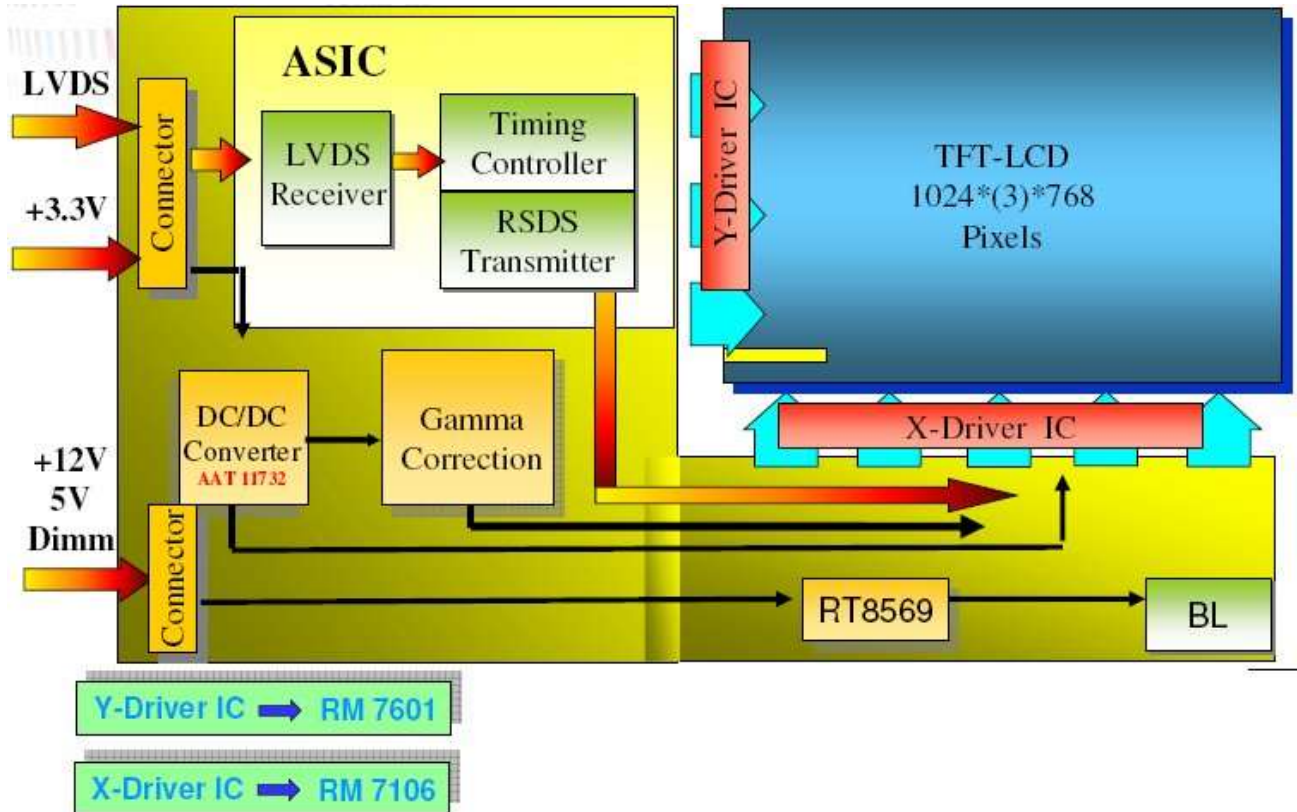 ASIC
LVDS
+3.3V
Connector
LVDS
Receiver
Timing
Controller
RSDS
Transmitter
Y-Driver IC
TFT-LCD
1024*(3)*768
Pixels
X-Driver IC
DC/DC
Converter
AAT 11732
Gamma
Correction
+12V
5V
Dimm
Connector
RT8569
BL
Y-Driver IC RM 7601
X-Driver IC RM 7106